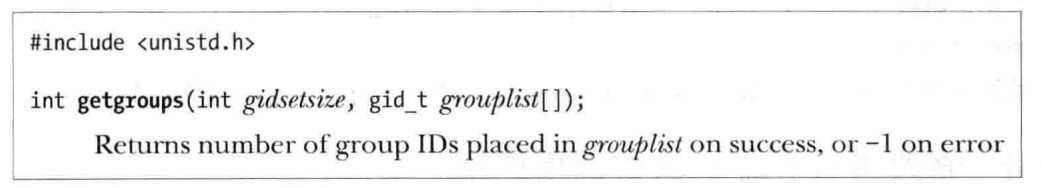 #include <unistd.h>
int getgroups(int gidsetsize, gid_t grouplist[]);
Returns number of group IDs placed in grouplist on success, or −1 on error